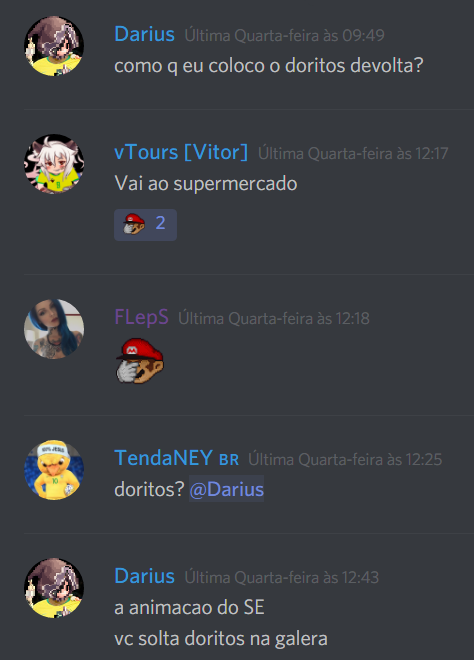 Darius Última Quarta-feira às 09:49
como q eu coloco o doritos devolta?
vTours [Vitor] Última Quarta-feira às 12:17
Vai ao supermercado
2
FLepS Última Quarta-feira às 12:18
TendaNEY BR Última Quarta-feira às 12:25
doritos? @Darius
Darius Última Quarta-feira às 12:43
a animacao do SE
vc solta doritos na galera